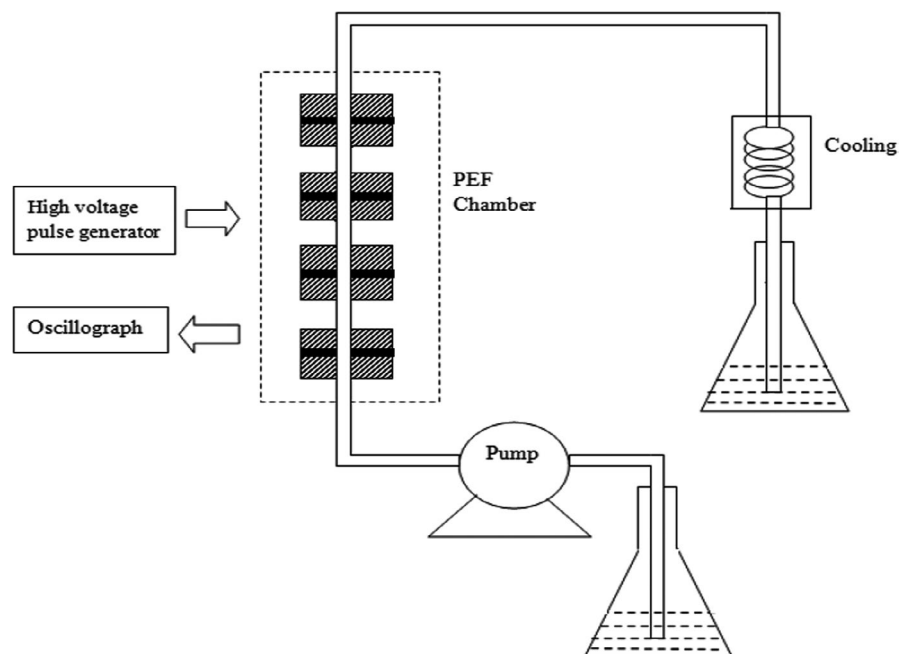 High voltage
pulse generator
Oscillograph
PEF
Chamber
Pump
Cooling